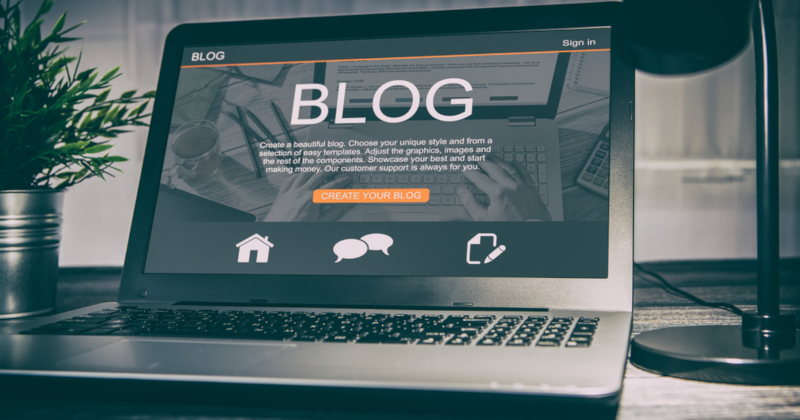 BLOG
Sign in
BLOG
Create a beautiful blog. Choose your unique style and from a
selection of easy templates. Adjust the graphics, images and
the rest of the components. Showcase your best and start
making money. Our customer support is always for you.
CREATE YOUR BLOG